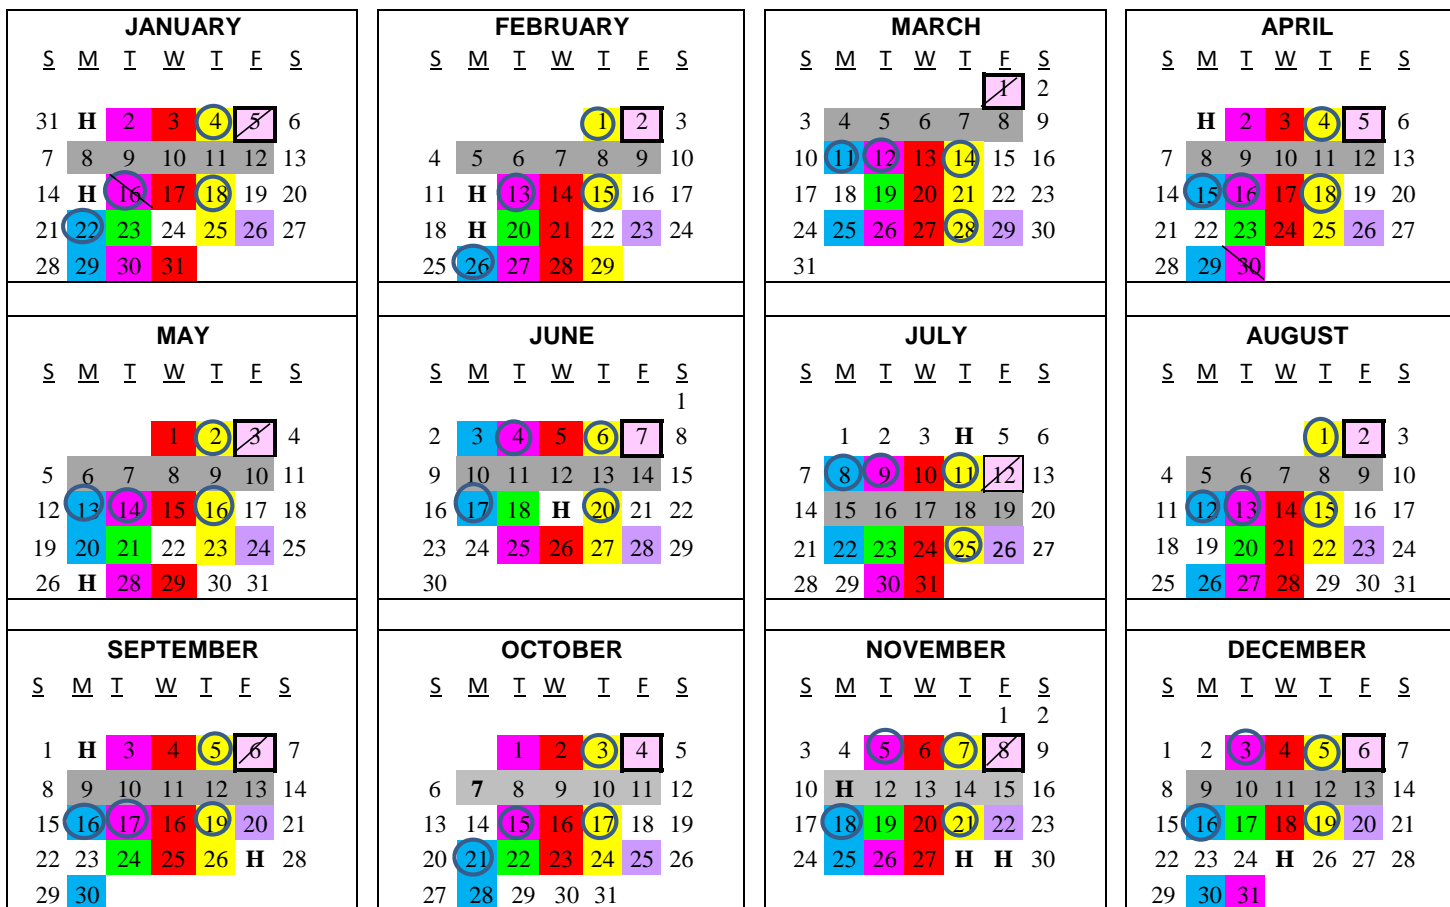 JANUARY FEBRUARY MARCH APRIL
S M T W T F S S M T W T F S S M T W T F S S M T W T F S
1 2
31 H 2 3 4 5 6 1 2 3 3 4 5 6 7 8 9 H 2 3 4 5 6
7 8 9 10 11 12 13 4 5 6 7 8 9 10 10 11 12 13 14 15 16 7 8 9 10 11 12 13
14 H 16 17 18 19 20 11 H 13 14 15 16 17 17 18 19 20 21 22 23 14 15 16 17 18 19 20
21 22 23 24 25 26 27 18 H 20 21 22 23 24 24 25 26 27 28 29 30 21 22 23 24 25 26 27
28 29 30 31 25 26 27 28 29 31 28 29 30
MAY JUNE JULY AUGUST
S M T W T F S S M T W T F S S M T W T F S S M T W T F S
1
1 2 3 4 2 3 4 5 6 7 8 1 2 3 H 5 6 1 2 3
5 6 7 8 9 10 11 9 10 11 12 13 14 15 7 8 9 10 11 12 13 4 5 6 7 8 9 10
12 13 14 15 16 17 18 16 17 18 H 20 21 22 14 15 16 17 18 19 20 11 12 13 14 15 16 17
19 20 21 22 23 24 25 23 24 25 26 27 28 29 21 22 23 24 25 26 27 18 19 20 21 22 23 24
26 H 28 29 30 31 30 28 29 30 31 25 26 27 28 29 30 31
SEPTEMBER OCTOBER NOVEMBER DECEMBER
S M T W T F S S M T W T F S S M T W T F S S M T W T F S
1 2
1 H 3 4 5 6 7 1 2 3 4 5 3 4 5 6 7 8 9 1 2 3 4 5 6 7
8 9 10 11 12 13 14 6 7 8 9 10 11 12 10 H 12 13 14 15 16 8 9 10 11 12 13 14
15 16 17 16 19 20 21 13 14 15 16 17 18 19 17 18 19 20 21 22 23 15 16 17 18 19 20 21
22 23 24 25 26 H 28 20 21 22 23 24 25 26 24 25 26 27 H H 30 22 23 24 H 26 27 28
29 30 27 28 29 30 31 29 30 31